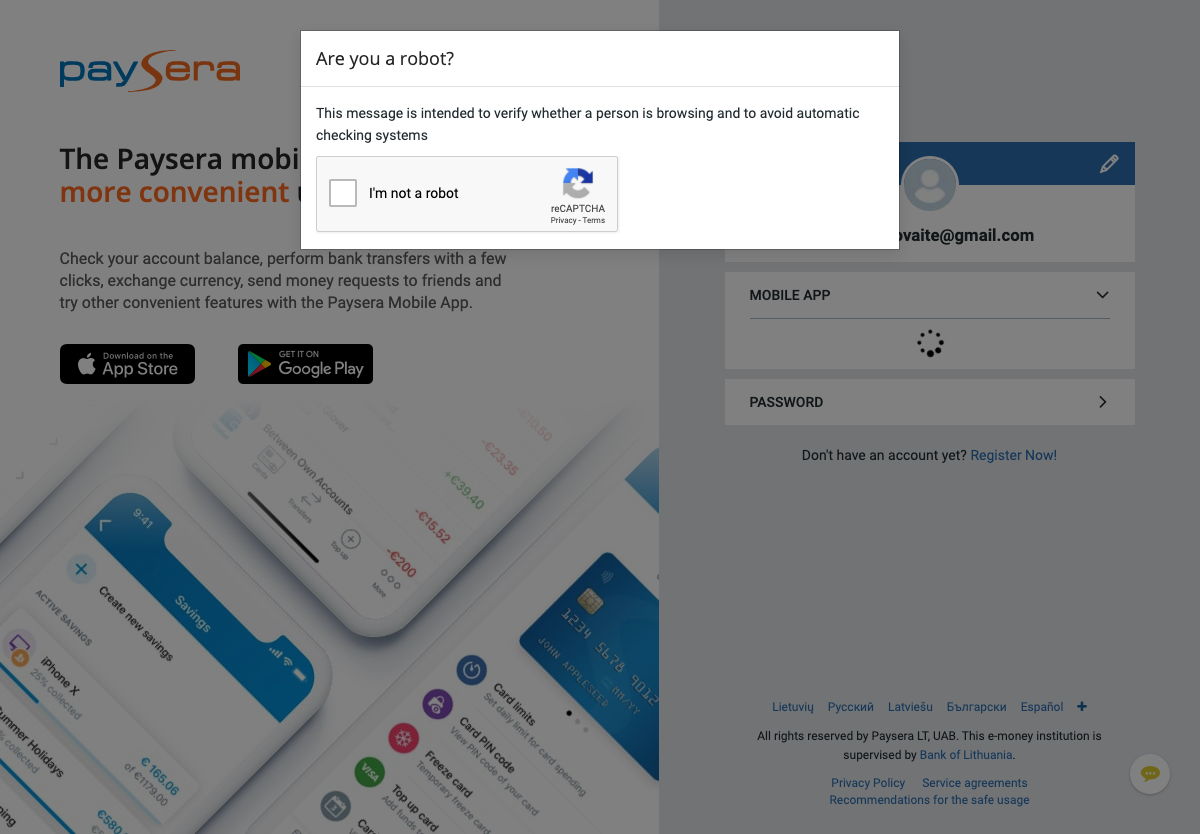 paysera
Are you a robot?
This message is intended to verify whether a person is browsing and to avoid automatic
checking systems
I'm not a robot
reCAPTCHA
Privacy - Terms
The Paysera mobi
more convenient
Check your account balance, perform bank transfers with a few
clicks, exchange currency, send money requests to friends and
try other convenient features with the Paysera Mobile App.
Download on the
App Store
GET IT ON
Google Play
ovaite@gmail.com
MOBILE APP
PASSWORD
Don't have an account yet? Register Now!
Glover
Between Own Accounts
-€23.35
+€39.40
-€15.52
-€200
Cards
Transfers
Top up
More
9:41
Savings
Create new savings
ACTIVE SAVINGS
iPhone X
25% collected
ummer Holidays
collected
€ 165.06
of €1179.00
€580
1234 5678 9012
JOHN APPLESEED
MM/YY
Card limits
Set daily limit for card spending
Card PIN code
View PIN code of your card
Freeze card
Temporary freeze card
VISA
Top up card
Add funds t
Lietuvių Русский Latviešu Български Español +
All rights reserved by Paysera LT, UAB. This e-money institution is
supervised by Bank of Lithuania.
Privacy Policy Service agreements
Recommendations for the safe usage